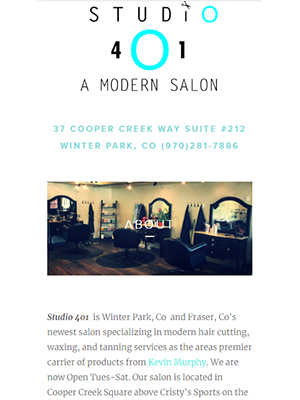 STUDiO
401
A MODERN SALON
37 COOPER CREEK WAY SUITE #212
WINTER PARK, CO (970)281-7886
ABOUT
Studio 401 is Winter Park, Co and Fraser, Co's
newest salon specializing in modern hair cutting,
waxing, and tanning services as the areas premier
carrier of products from Kevin Murphy. We are
now Open Tues-Sat. Our salon is located in
Cooper Creek Square above Cristy's Sports on the